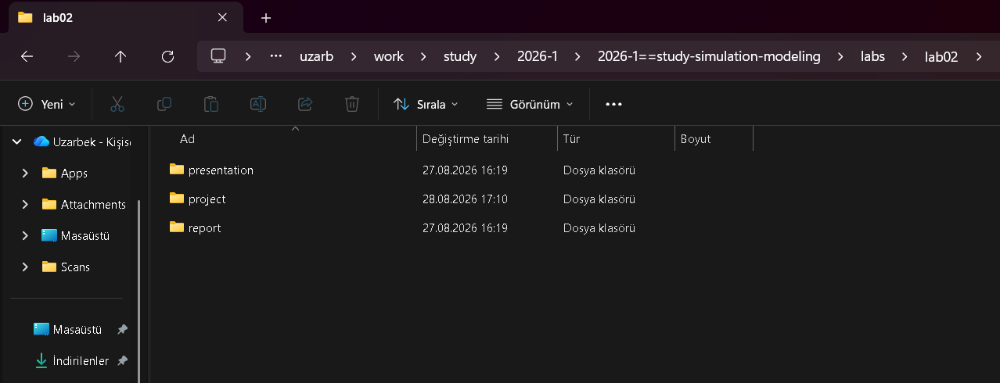 lab02
uzarb work study 2026-1 2026-1==study-simulation-modeling labs lab02
Yeni Sırala Görünüm
Ad Değiştirme tarihi Tür Boyut
Uzarbek - Kişise
Apps
Attachments
Masaüstü
Scans
Masaüstü
İndirilenler
presentation 27.08.2026 16:19 Dosya klasörü
project 28.08.2026 17:10 Dosya klasörü
report 27.08.2026 16:19 Dosya klasörü